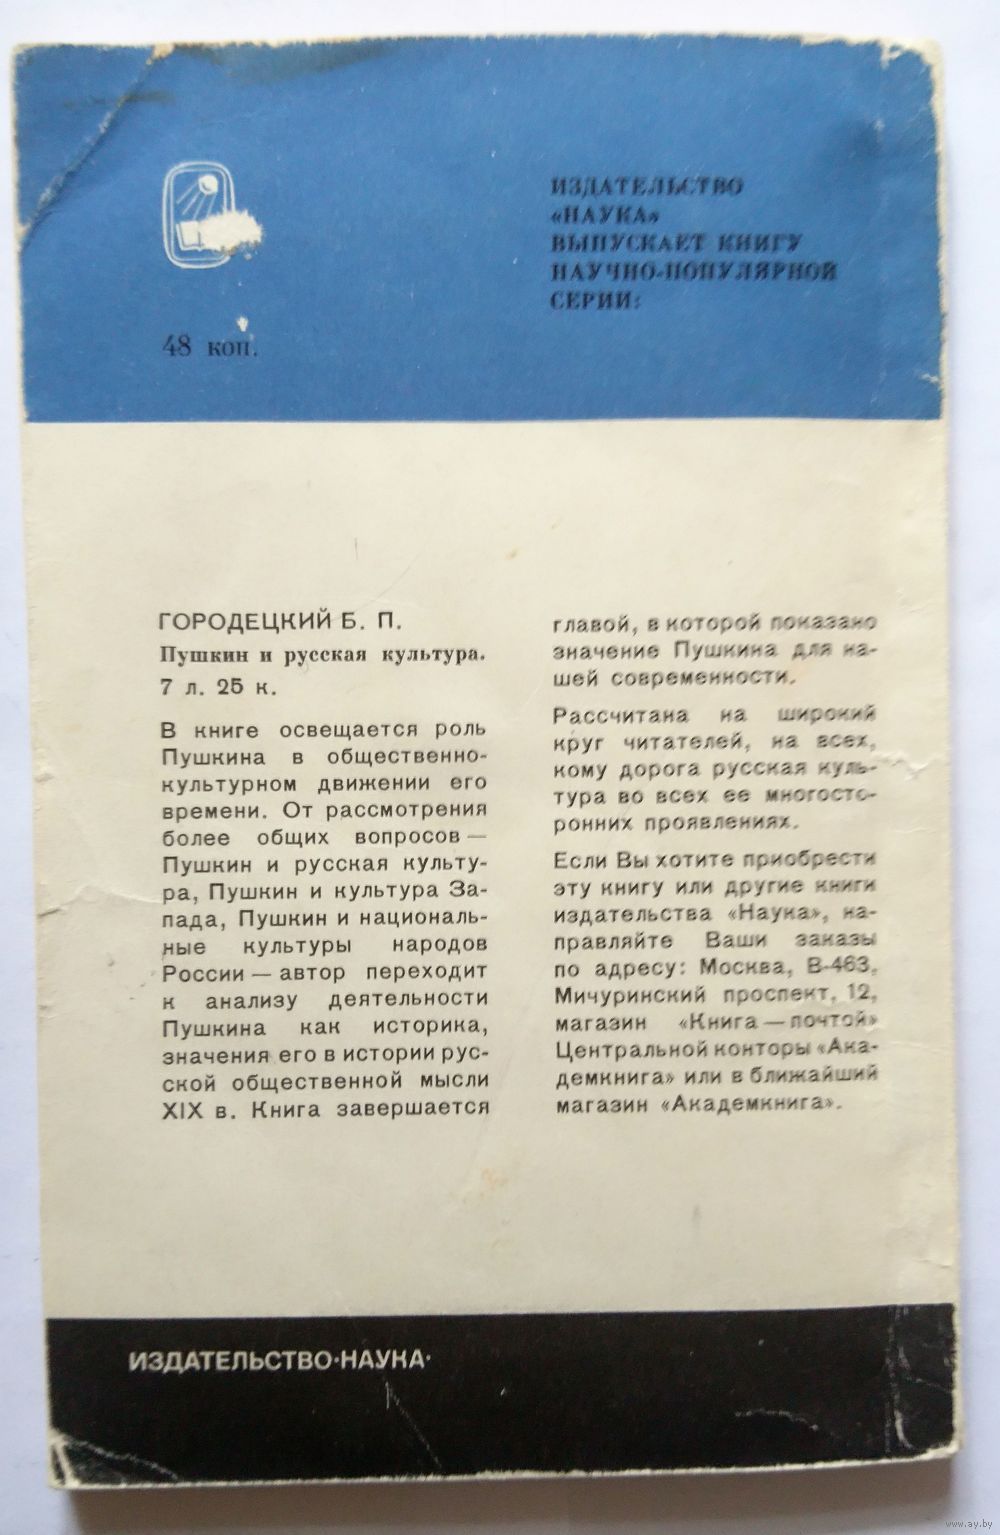 ИЗДАТЕЛЬСТВО
«НАУКА»
ВЫПУСКАЕТ КНИГУ
НАУЧНО-ПОПУЛЯРНОЙ
СЕРИИ:
48 коп.
ГОРОДЕЦКИЙ Б. П.
Пушкин и русская культура.
7 л. 25 к.
В книге освещается роль
Пушкина в общественно-
культурном движении его
времени. От рассмотрения
более общих вопросов —
Пушкин и русская культу-
ра, Пушкин и культура За-
пада, Пушкин и националь-
ные культуры народов
России — автор переходит
к анализу деятельности
Пушкина как историка,
значения его в истории рус-
ской общественной мысли
XIX в. Книга завершается
главой, в которой показано
значение Пушкина для на-
шей современности.
Рассчитана на широкий
круг читателей, на всех,
кому дорога русская куль-
тура во всех ее многосто-
ронних проявлениях.
Если Вы хотите приобрести
эту книгу или другие книги
издательства «Наука», на-
правляйте Ваши заказы
по адресу: Москва, В-463,
Мичуринский проспект, 12,
магазин «Книга — почтой»
Центральной конторы «Ака-
демкнига» или в ближайший
магазин «Академкнига».
ИЗДАТЕЛЬСТВО·НАУКА·
www.ay.by